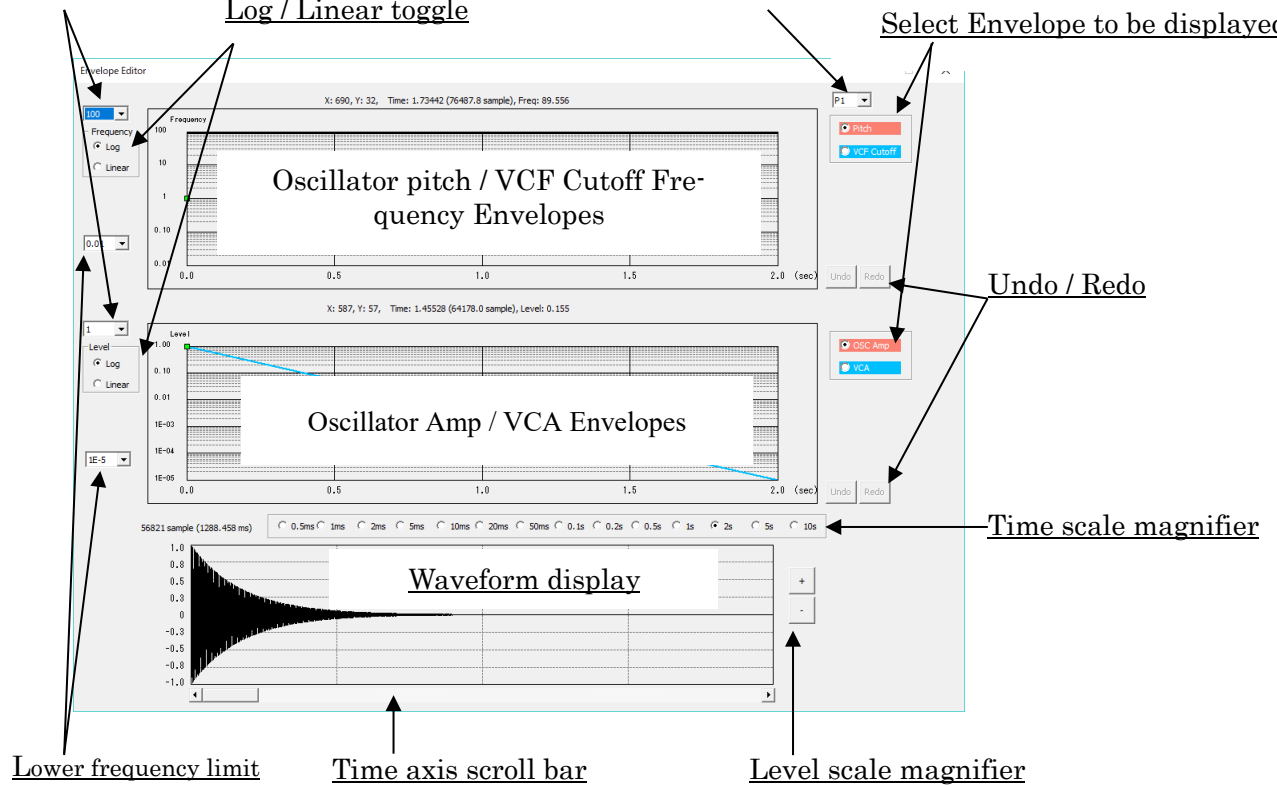 Log / Linear toggle
Select Envelope to be displayed
Envelope Editor
X: 690, Y: 32, Time: 1.73442 (76487.8 sample), Freq: 89.556
P1
100
Frequency
Log
Linear
0.01
Frequency
100
10
1
0.10
0.01
0.0
0.5
1.0
1.5
2.0 (sec)
Oscillator pitch / VCF Cutoff Fre-
quency Envelopes
Pitch
VCF Cutoff
Undo
Redo
Undo / Redo
X: 587, Y: 57, Time: 1.45528 (64178.0 sample), Level: 0.155
1
Level
Log
Linear
1E-5
Level
1.00
0.10
0.01
1E-03
1E-04
1E-05
0.0
0.5
1.0
1.5
2.0 (sec)
Oscillator Amp / VCA Envelopes
OSC Amp
VCA
Undo
Redo
56821 sample (1288.458 ms)
0.5ms 1ms 2ms 5ms 10ms 20ms 50ms 0.1s 0.2s 0.5s 1s 2s 5s 10s
Time scale magnifier
1.0
0.8
0.5
0.3
0
-0.3
-0.5
-0.8
-1.0
Waveform display
+
-
Lower frequency limit
Time axis scroll bar
Level scale magnifier